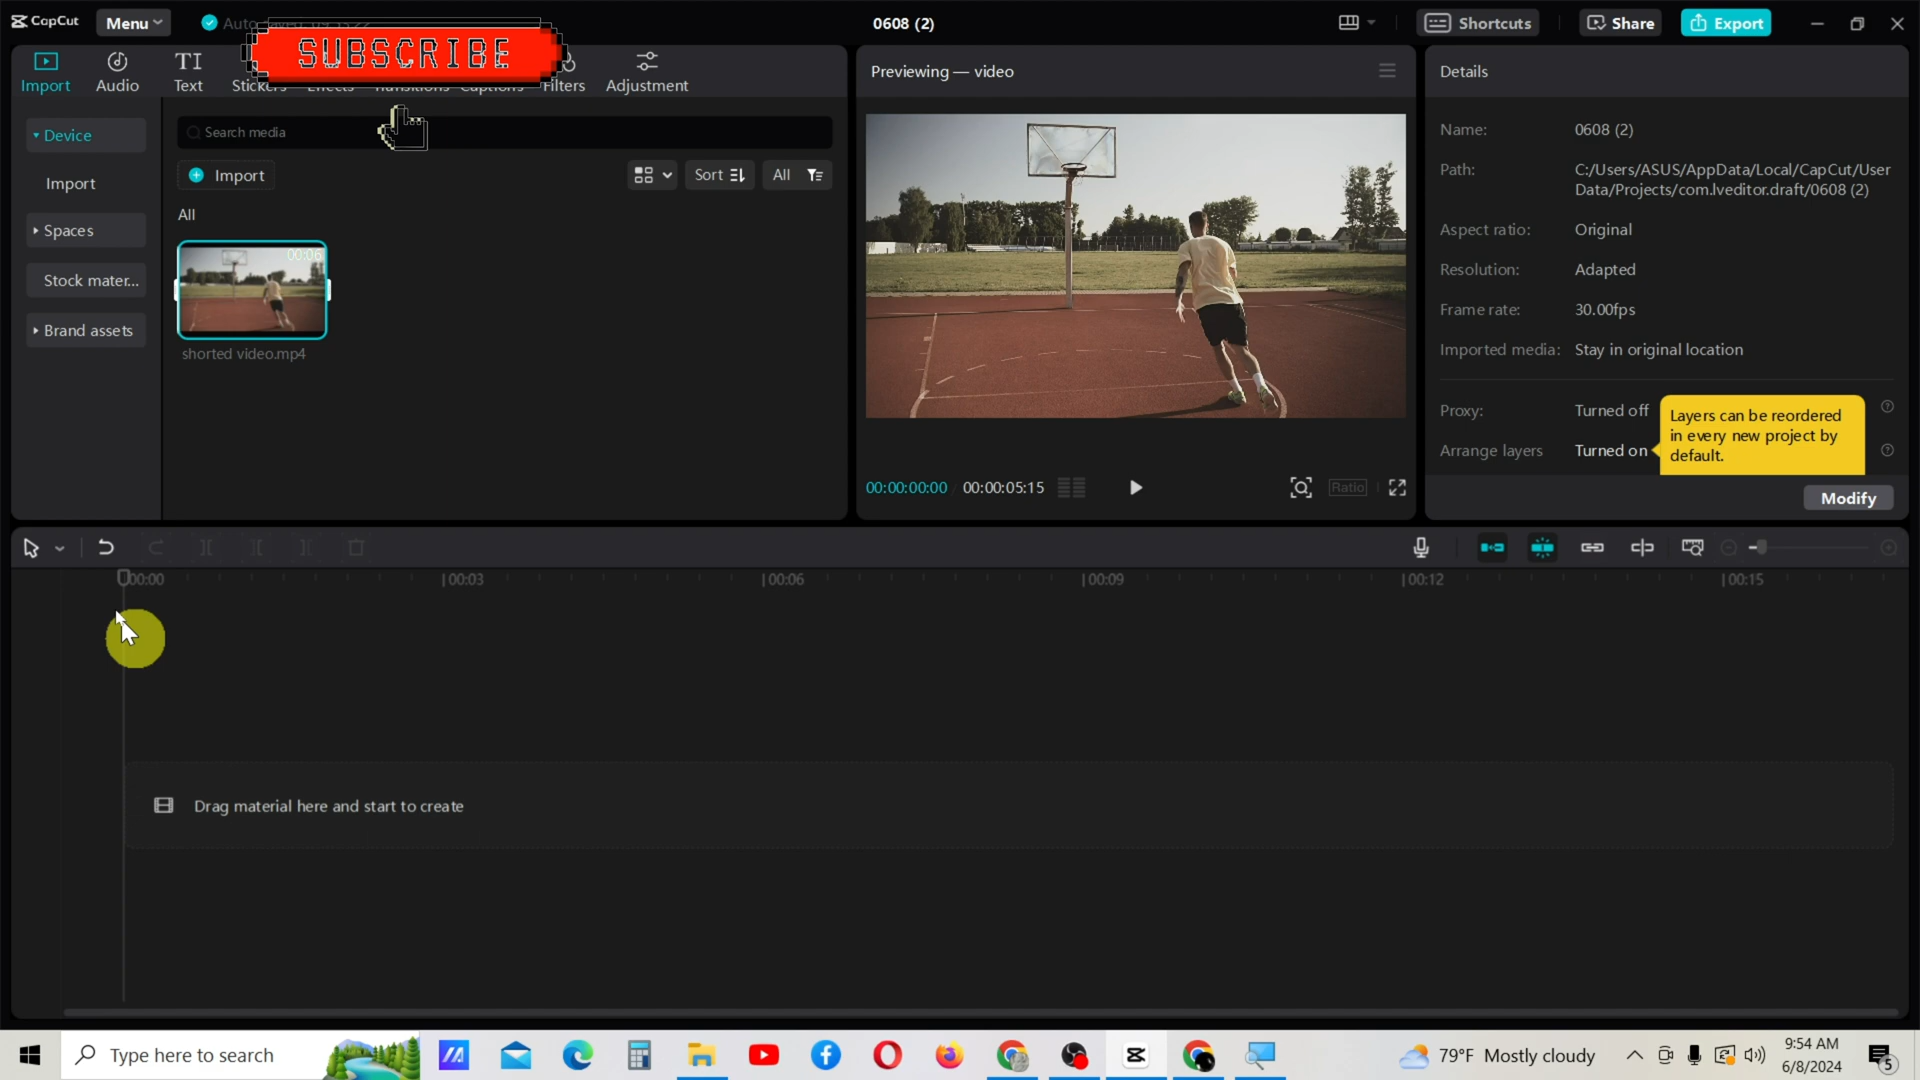 CapCut
Menu
SUBSCRIBE
0608 (2)
Shortcuts
Share
Export
Import
Audio
TI
Text
Stickers
Filters
Adjustment
Device
Import
Spaces
Stock mater...
Brand assets
Search media
Import
Sort
All
All
00:06
shorted video.mp4
Previewing — video
00:00:00:00
00:00:05:15
Ratio
Details
Name: 0608 (2)
Path: C:/Users/ASUS/AppData/Local/CapCut/User
Data/Projects/com.lveditor.draft/0608 (2)
Aspect ratio: Original
Resolution: Adapted
Frame rate: 30.00fps
Imported media: Stay in original location
Proxy: Turned off
Arrange layers Turned on
Layers can be reordered
in every new project by
default.
Modify
00:00 00:03 00:06 00:09 00:12 00:15
Drag material here and start to create
Type here to search
79°F Mostly cloudy
9:54 AM
6/8/2024
5